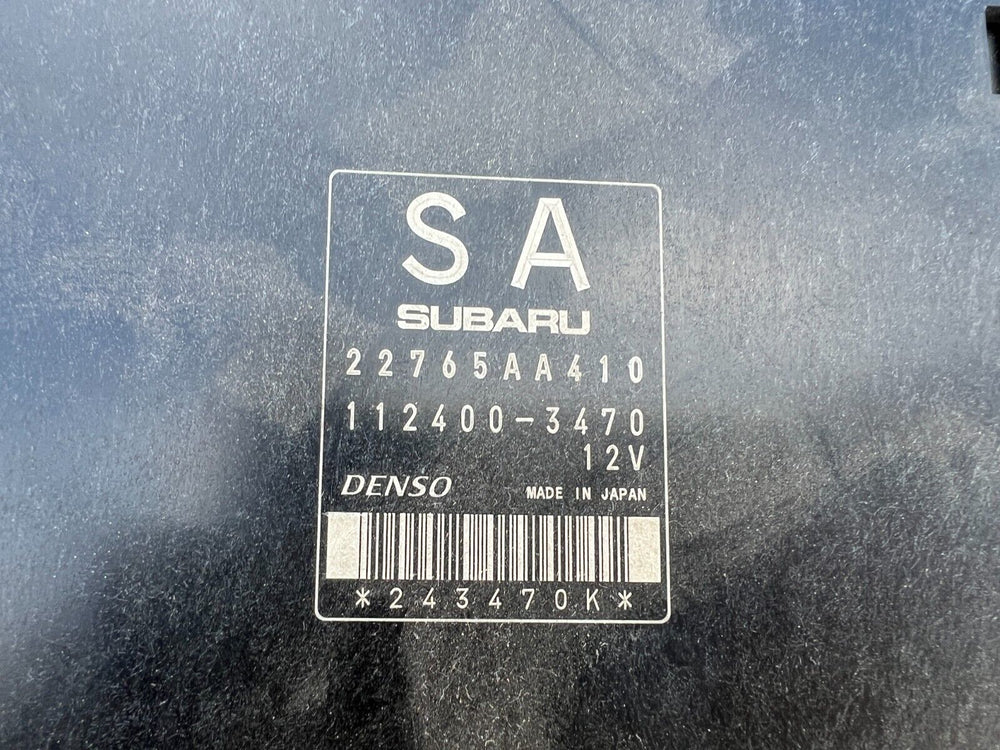 SA
SUBARU
22765AA410
112400-3470
12V
DENSO MADE IN JAPAN
*243470K*